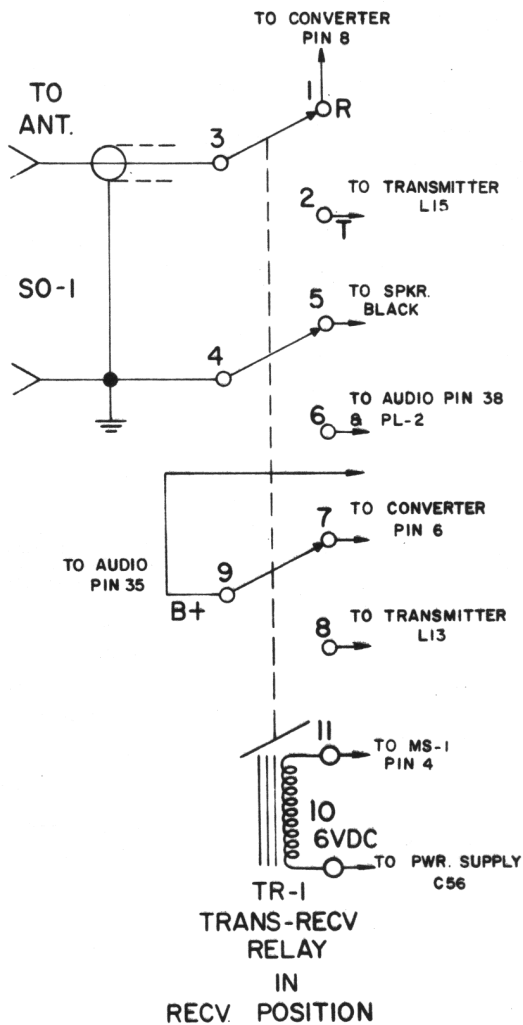 TO CONVERTER
PIN 8
TO
ANT.
1
R
3
2
T
TO TRANSMITTER
L15
SO-1
5
TO SPKR.
BLACK
4
6
TO AUDIO PIN 38
& PL-2
7
TO CONVERTER
PIN 6
TO AUDIO
PIN 35
9
B+
8
TO TRANSMITTER
L13
11
TO MS-1
PIN 4
10
6VDC
TO PWR. SUPPLY
C56
TR-1
TRANS-RECV
RELAY
IN
RECV. POSITION